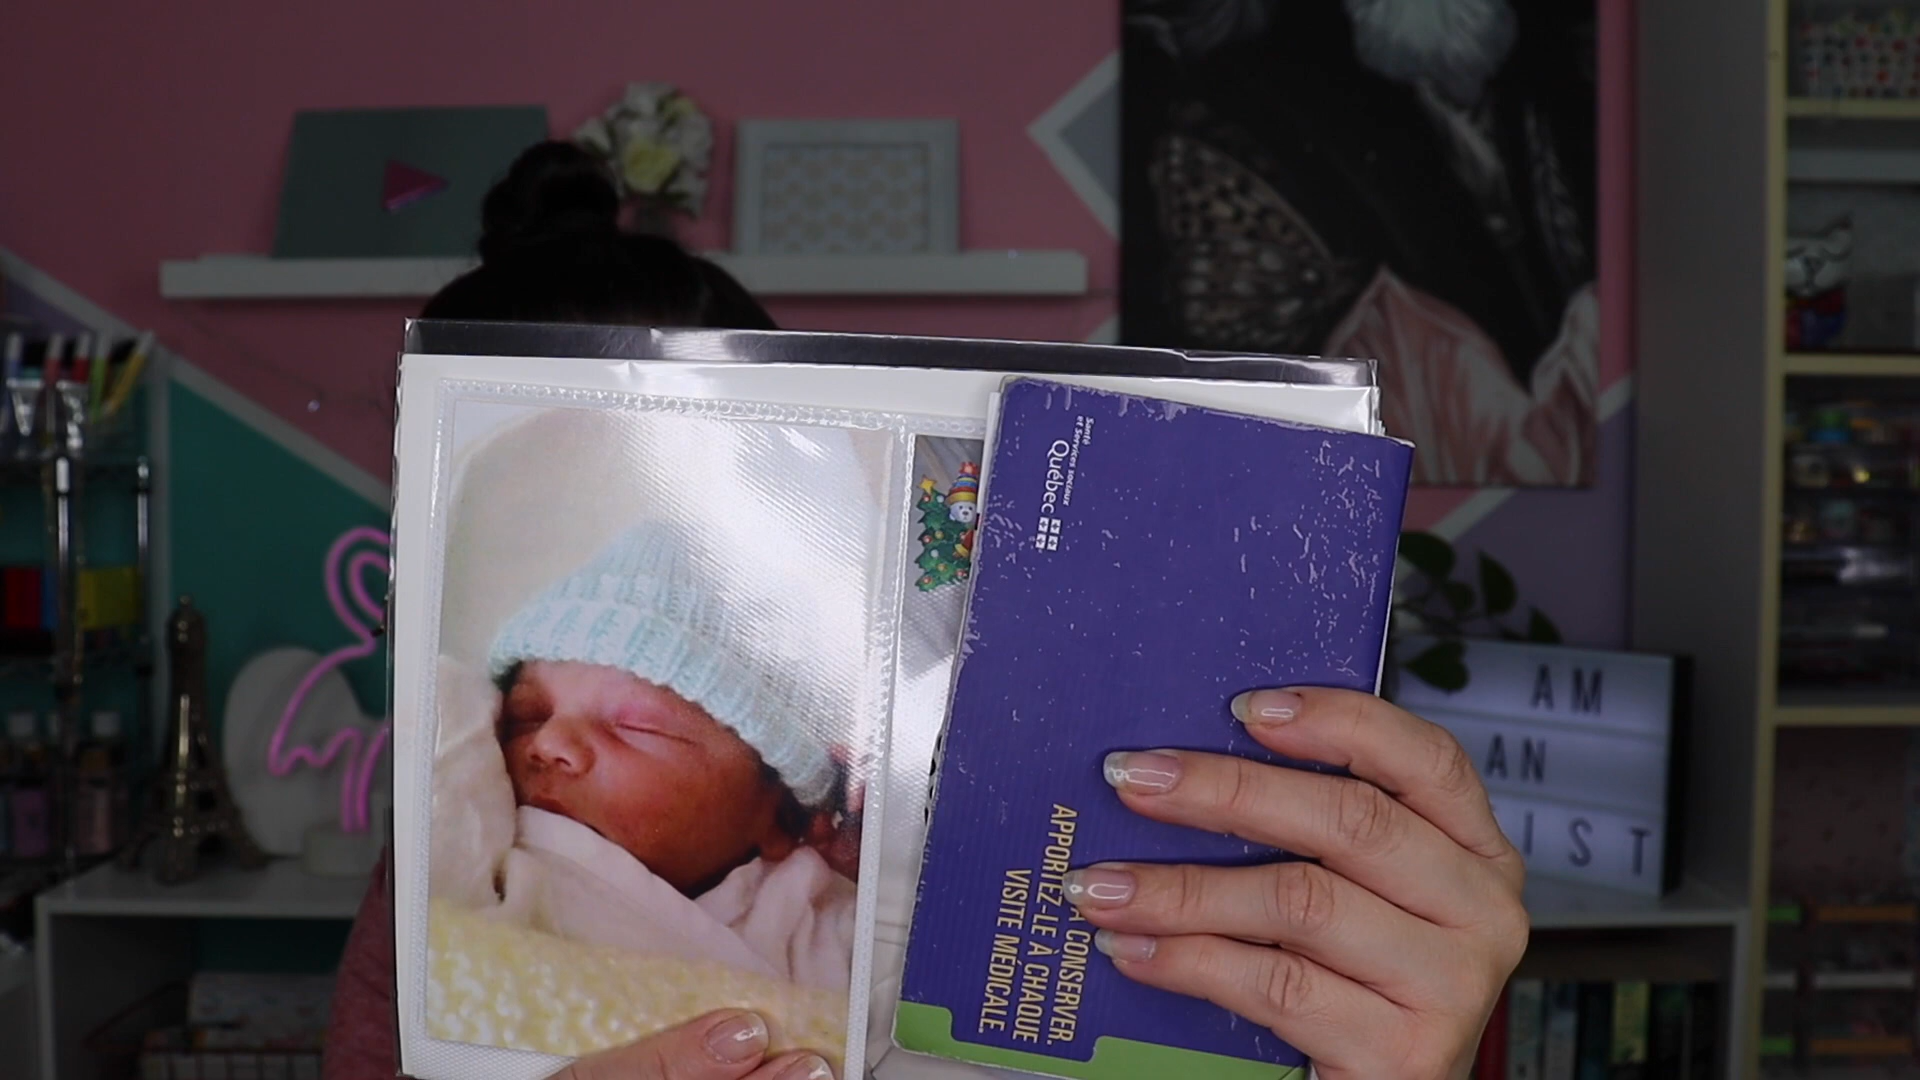 Santé
et Services sociaux
Québec
À CONSERVER.
APPORTEZ-LE À CHAQUE
VISITE MÉDICALE.
AM
AN
IST